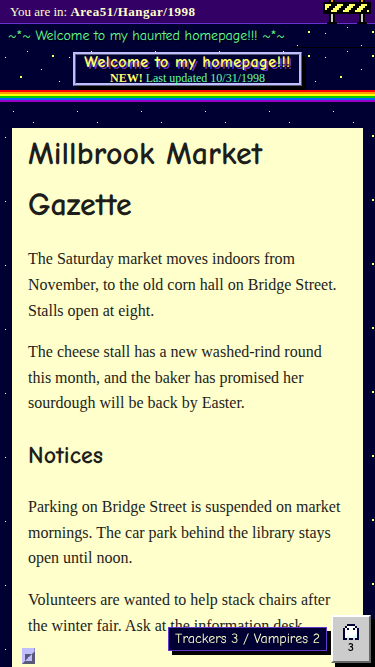 You are in: Area51/Hangar/1998
~*~ Welcome to my haunted homepage!!! ~*~
Welcome to my homepage!!!
NEW! Last updated 10/31/1998
Millbrook Market
Gazette
The Saturday market moves indoors from
November, to the old corn hall on Bridge Street.
Stalls open at eight.
The cheese stall has a new washed-rind round
this month, and the baker has promised her
sourdough will be back by Easter.
Notices
Parking on Bridge Street is suspended on market
mornings. The car park behind the library stays
open until noon.
Volunteers are wanted to help stack chairs after
the winter fair. Ask at the information desk
Trackers 3 / Vampires 2
3